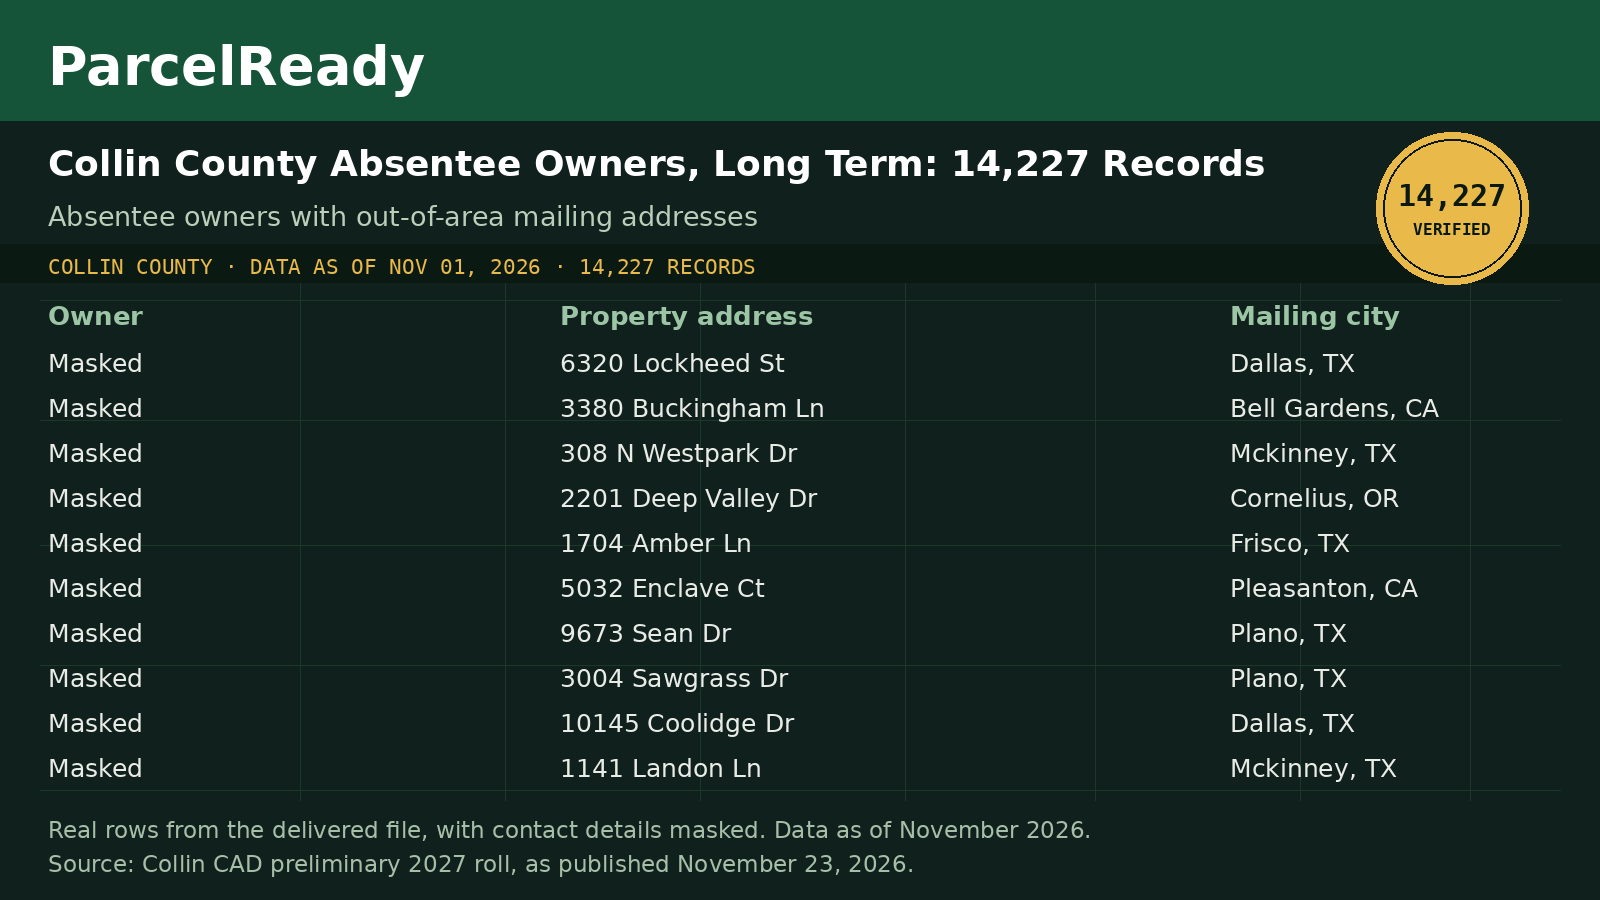 ParcelReady
Collin County Absentee Owners, Long Term: 14,227 Records
Absentee owners with out-of-area mailing addresses
14,227
VERIFIED
COLLIN COUNTY · DATA AS OF NOV 01, 2026 · 14,227 RECORDS
Owner Property address Mailing city
Masked 6320 Lockheed St Dallas, TX
Masked 3380 Buckingham Ln Bell Gardens, CA
Masked 308 N Westpark Dr Mckinney, TX
Masked 2201 Deep Valley Dr Cornelius, OR
Masked 1704 Amber Ln Frisco, TX
Masked 5032 Enclave Ct Pleasanton, CA
Masked 9673 Sean Dr Plano, TX
Masked 3004 Sawgrass Dr Plano, TX
Masked 10145 Coolidge Dr Dallas, TX
Masked 1141 Landon Ln Mckinney, TX
Real rows from the delivered file, with contact details masked. Data as of November 2026.
Source: Collin CAD preliminary 2027 roll, as published November 23, 2026.